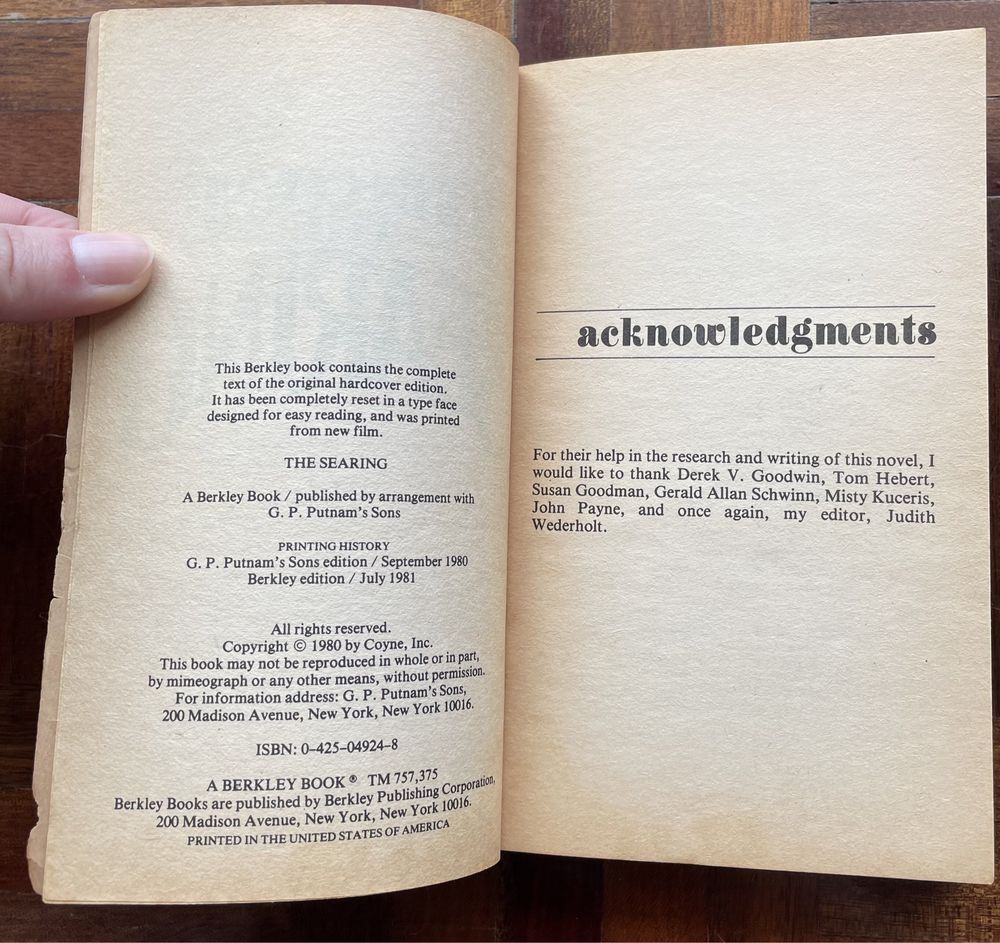 This Berkley book contains the complete
text of the original hardcover edition.
It has been completely reset in a type face
designed for easy reading, and was printed
from new film.
THE SEARING
A Berkley Book / published by arrangement with
G. P. Putnam's Sons
PRINTING HISTORY
G. P. Putnam's Sons edition / September 1980
Berkley edition / July 1981
All rights reserved.
Copyright © 1980 by Coyne, Inc.
This book may not be reproduced in whole or in part,
by mimeograph or any other means, without permission.
For information address: G. P. Putnam's Sons,
200 Madison Avenue, New York, New York 10016.
ISBN: 0-425-04924-8
A BERKLEY BOOK ® TM 757,375
Berkley Books are published by Berkley Publishing Corporation,
200 Madison Avenue, New York, New York 10016.
PRINTED IN THE UNITED STATES OF AMERICA
acknowledgments
For their help in the research and writing of this novel, I
would like to thank Derek V. Goodwin, Tom Hebert,
Susan Goodman, Gerald Allan Schwinn, Misty Kuceris,
John Payne, and once again, my editor, Judith
Wederholt.